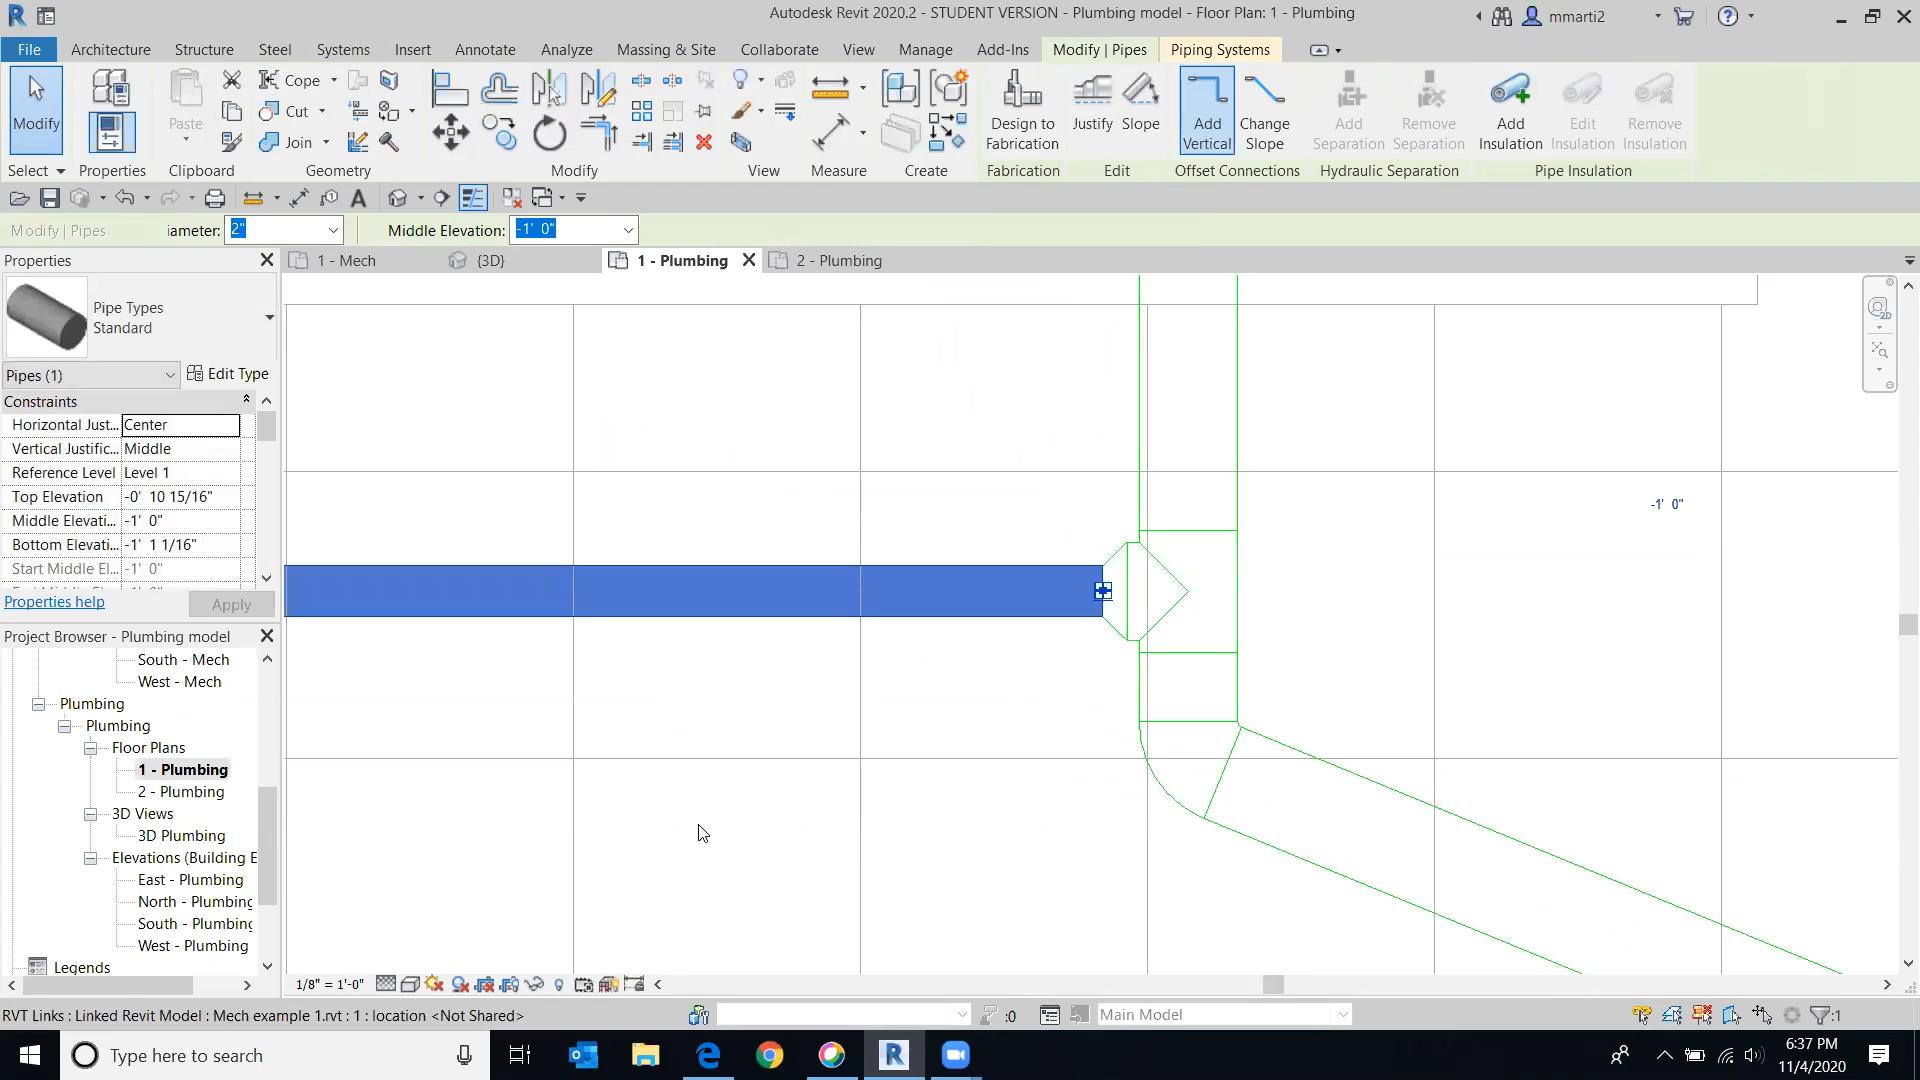 Autodesk Revit 2020.2 - STUDENT VERSION - Plumbing model - Floor Plan: 1 - Plumbing
mmarti2
File Architecture Structure Steel Systems Insert Annotate Analyze Massing & Site Collaborate View Manage Add-Ins Modify | Pipes Piping Systems
Modify Paste Cope Cut Join
Design to Fabrication Justify Slope Add Vertical Change Slope Add Separation Remove Separation Add Insulation Edit Insulation Remove Insulation
Select Properties Clipboard Geometry Modify View Measure Create Fabrication Edit Offset Connections Hydraulic Separation Pipe Insulation
Modify | Pipes iameter: 2" Middle Elevation: -1' 0"
Properties
1 - Mech {3D} 1 - Plumbing 2 - Plumbing
Pipe Types
Standard
Pipes (1) Edit Type
Constraints
Horizontal Just... Center
Vertical Justific... Middle
Reference Level Level 1
Top Elevation -0' 10 15/16"
Middle Elevati... -1' 0"
Bottom Elevati... -1' 1 1/16"
Start Middle El... -1' 0"
Properties help Apply
-1' 0"
2D
Project Browser - Plumbing model
South - Mech
West - Mech
Plumbing
Plumbing
Floor Plans
1 - Plumbing
2 - Plumbing
3D Views
3D Plumbing
Elevations (Building E
East - Plumbing
North - Plumbing
South - Plumbing
West - Plumbing
Legends
1/8" = 1'-0"
RVT Links : Linked Revit Model : Mech example 1.rvt : 1 : location <Not Shared>
:0 Main Model :1
Type here to search
6:37 PM
11/4/2020